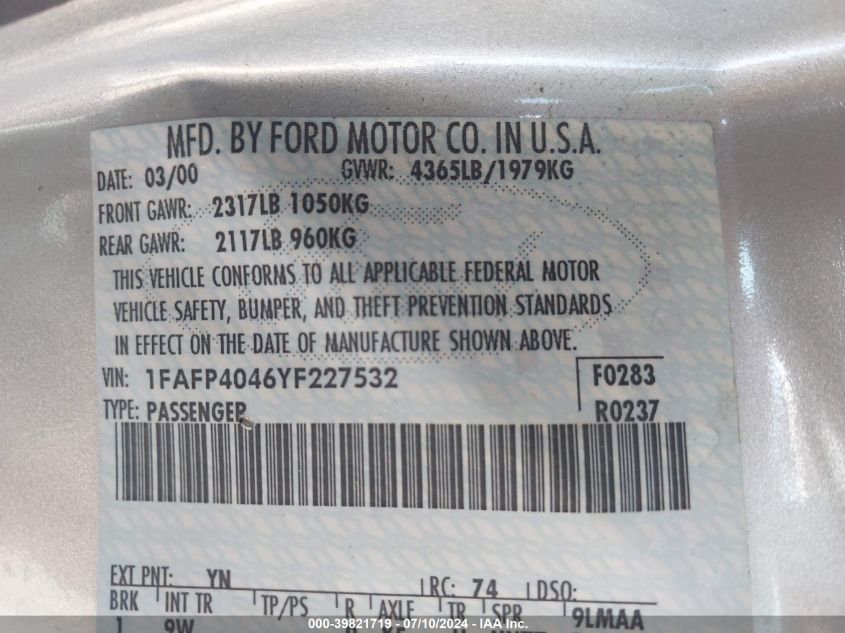 MFD. BY FORD MOTOR CO. IN U.S.A.
DATE: 03/00 GVWR: 4365LB/1979KG
FRONT GAWR: 2317LB 1050KG
REAR GAWR: 2117LB 960KG
THIS VEHICLE CONFORMS TO ALL APPLICABLE FEDERAL MOTOR
VEHICLE SAFETY, BUMPER, AND THEFT PREVENTION STANDARDS
IN EFFECT ON THE DATE OF MANUFACTURE SHOWN ABOVE.
VIN: 1FAFP4046YF227532 F0283
TYPE: PASSENGER R0237
EXT PNT: YN RC: 74 DSO:
BRK INT TR TP/PS R AXLE TR SPR 9LMAA
1 9W
000-39821719 - 07/10/2024 - IAAI.com